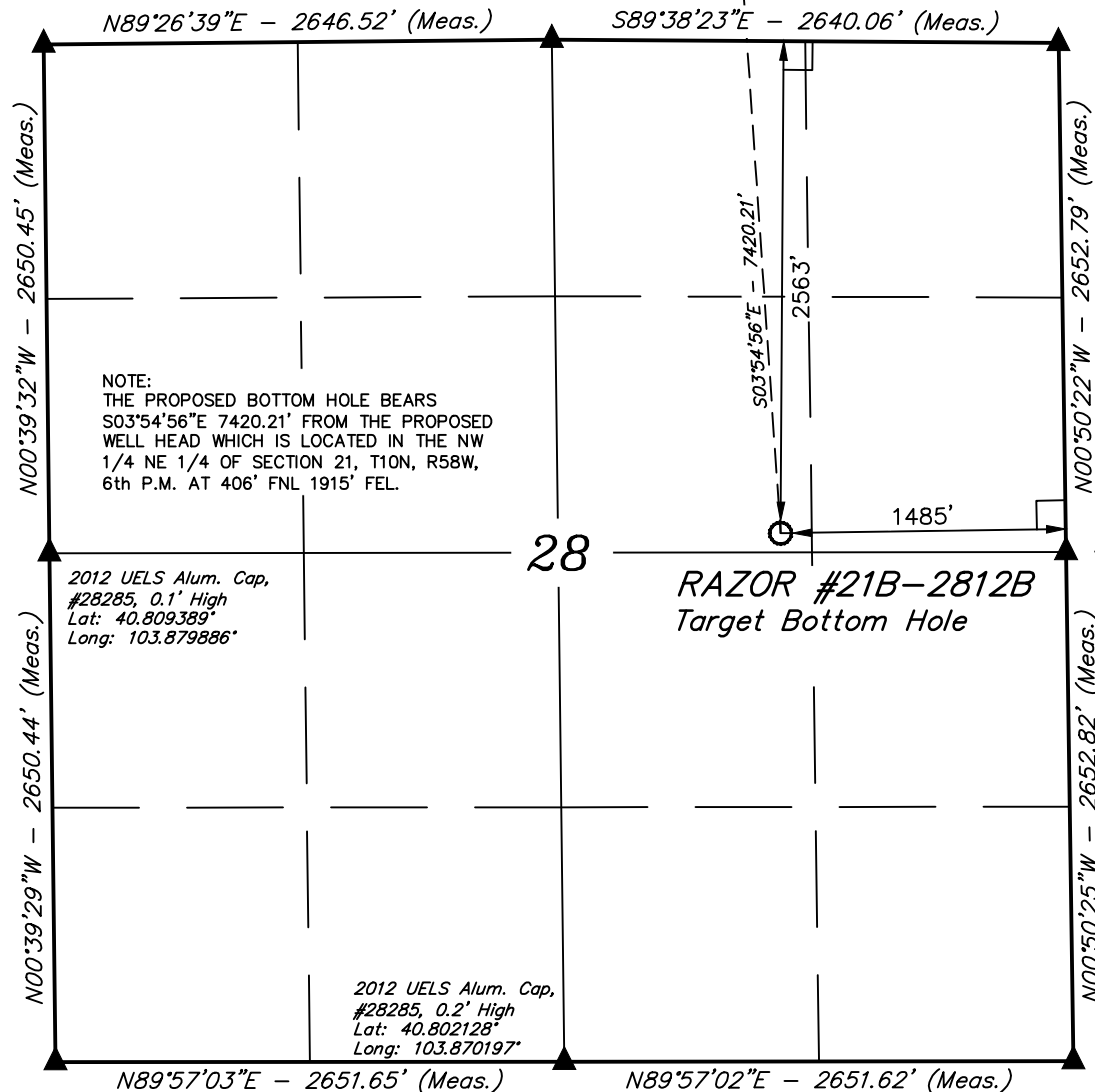 N89°26'39"E - 2646.52' (Meas.)
S89°38'23"E - 2640.06' (Meas.)
N00°39'32"W - 2650.45' (Meas.)
S03°54'56"E - 7420.21'
2563'
N00°50'22"W - 2652.79' (Meas.)
NOTE:
THE PROPOSED BOTTOM HOLE BEARS
S03°54'56"E 7420.21' FROM THE PROPOSED
WELL HEAD WHICH IS LOCATED IN THE NW
1/4 NE 1/4 OF SECTION 21, T10N, R58W,
6th P.M. AT 406' FNL 1915' FEL.
1485'
28
RAZOR #21B-2812B
Target Bottom Hole
2012 UELS Alum. Cap,
#28285, 0.1' High
Lat: 40.809389°
Long: 103.879886°
N00°39'29"W - 2650.44' (Meas.)
N00°50'25"W - 2652.82' (Meas.)
2012 UELS Alum. Cap,
#28285, 0.2' High
Lat: 40.802128°
Long: 103.870197°
N89°57'03"E - 2651.65' (Meas.)
N89°57'02"E - 2651.62' (Meas.)